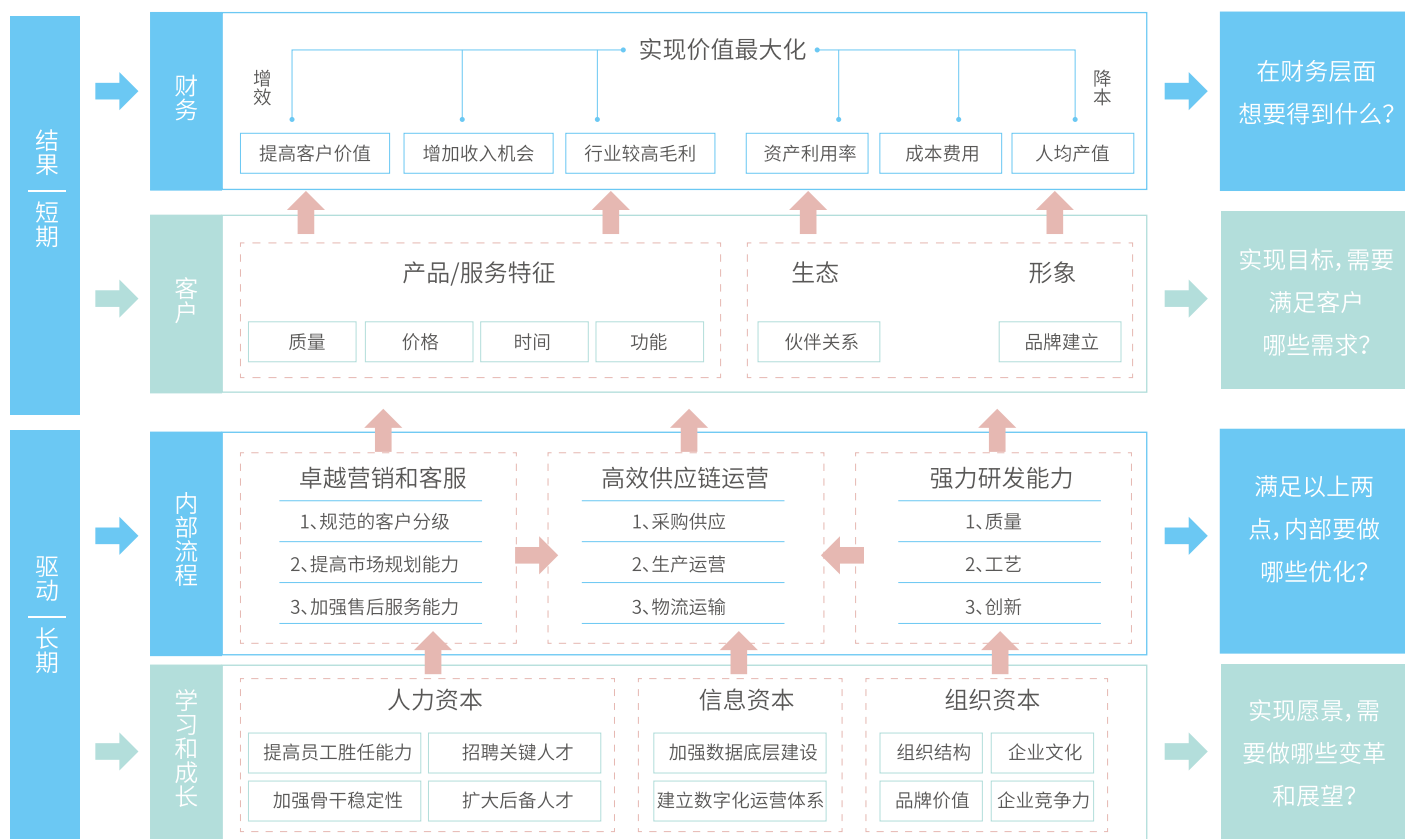 结果
短期
财务
实现价值最大化
增效
降本
提高客户价值
增加收入机会
行业较高毛利
资产利用率
成本费用
人均产值
在财务层面
想要得到什么?
客户
产品/服务特征
生态
形象
质量
价格
时间
功能
伙伴关系
品牌建立
实现目标,需要
满足客户
哪些需求?
驱动
长期
内部流程
卓越营销和客服
1、规范的客户分级
2、提高市场规划能力
3、加强售后服务能力
高效供应链运营
1、采购供应
2、生产运营
3、物流运输
强力研发能力
1、质量
2、工艺
3、创新
满足以上两
点,内部要做
哪些优化?
学习和成长
人力资本
提高员工胜任能力
招聘关键人才
加强骨干稳定性
扩大后备人才
信息资本
加强数据底层建设
建立数字化运营体系
组织资本
组织结构
企业文化
品牌价值
企业竞争力
实现愿景,需
要做哪些变革
和展望?